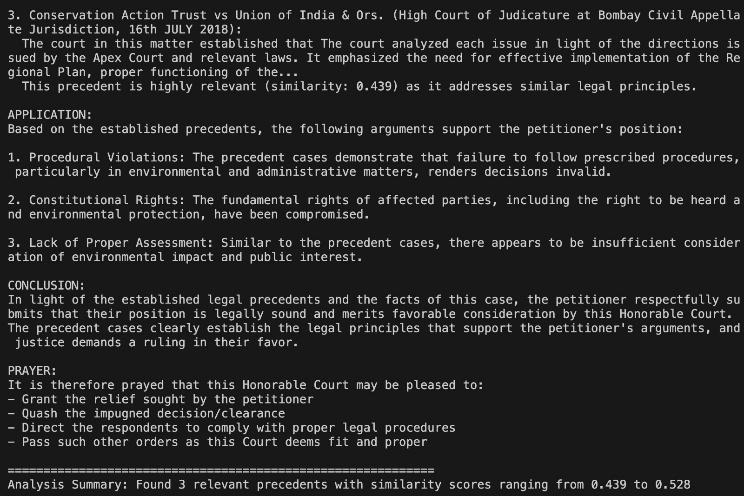 3. Conservation Action Trust vs Union of India & Ors. (High Court of Judicature at Bombay Civil Appella
te Jurisdiction, 16th JULY 2018):
The court in this matter established that The court analyzed each issue in light of the directions is
sued by the Apex Court and relevant laws. It emphasized the need for effective implementation of the Re
gional Plan, proper functioning of the...
This precedent is highly relevant (similarity: 0.439) as it addresses similar legal principles.
APPLICATION:
Based on the established precedents, the following arguments support the petitioner's position:
1. Procedural Violations: The precedent cases demonstrate that failure to follow prescribed procedures,
particularly in environmental and administrative matters, renders decisions invalid.
2. Constitutional Rights: The fundamental rights of affected parties, including the right to be heard a
nd environmental protection, have been compromised.
3. Lack of Proper Assessment: Similar to the precedent cases, there appears to be insufficient consider
ation of environmental impact and public interest.
CONCLUSION:
In light of the established legal precedents and the facts of this case, the petitioner respectfully su
bmits that their position is legally sound and merits favorable consideration by this Honorable Court.
The precedent cases clearly establish the legal principles that support the petitioner's arguments, and
justice demands a ruling in their favor.
PRAYER:
It is therefore prayed that this Honorable Court may be pleased to:
- Grant the relief sought by the petitioner
- Quash the impugned decision/clearance
- Direct the respondents to comply with proper legal procedures
- Pass such other orders as this Court deems fit and proper
============================================================
Analysis Summary: Found 3 relevant precedents with similarity scores ranging from 0.439 to 0.528